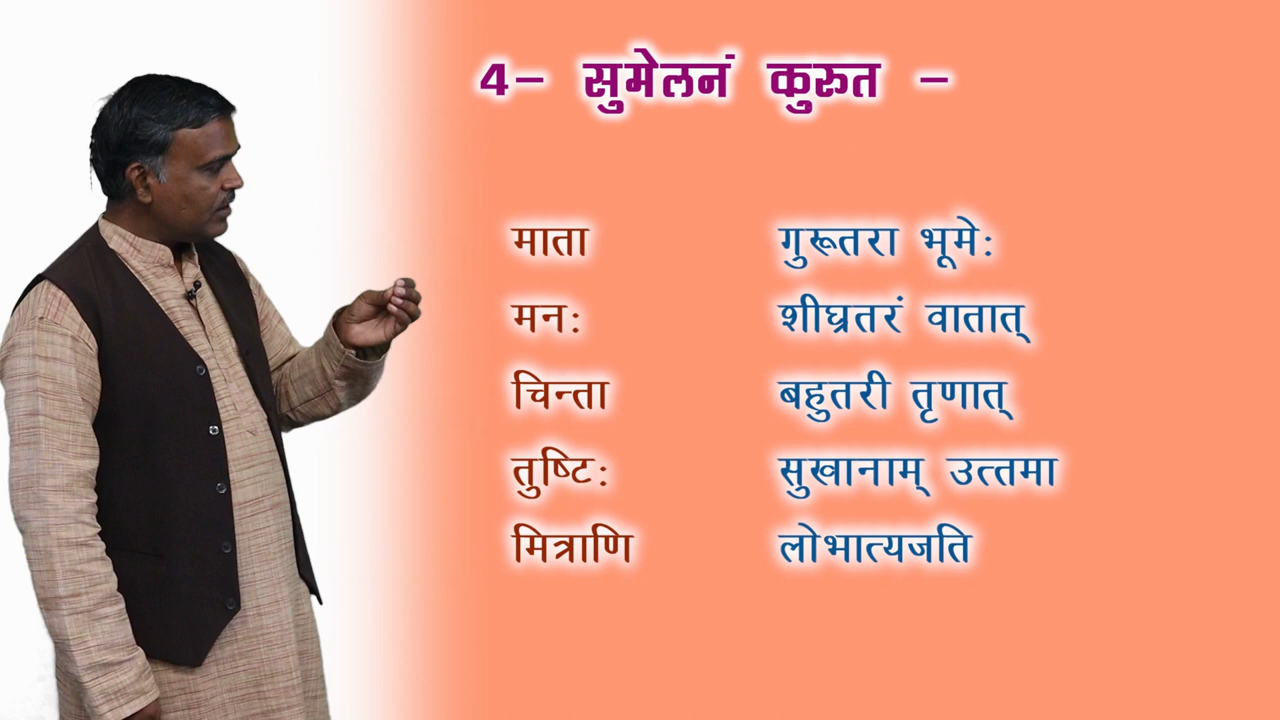 4- सुमेलनं कुरूत -
माता गुरूतरा भूमेः
मनः शीघ्रतरं वातात्
चिन्ता बहुतरी तृणात्
तुष्टिः सुखानाम् उत्तमा
मित्राणि लोभात्यजति